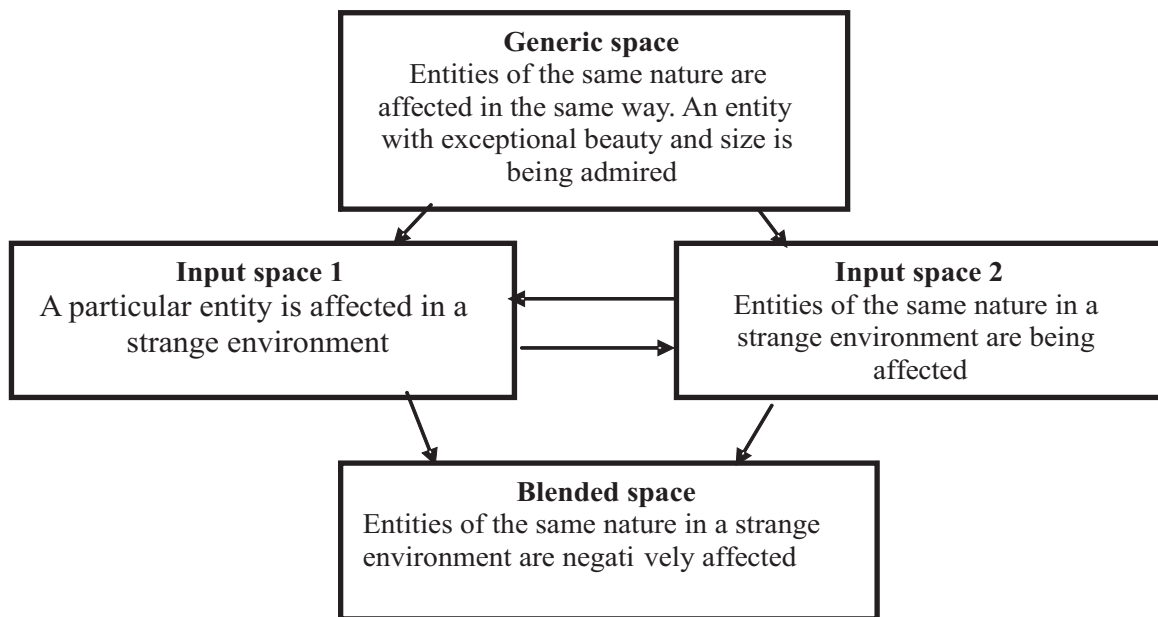 Generic space
Entities of the same nature are
affected in the same way. An entity
with exceptional beauty and size is
being admired
Input space 1
A particular entity is affected in a
strange environment
Input space 2
Entities of the same nature in a
strange environment are being
affected
Blended space
Entities of the same nature in a strange
environment are negati vely affected